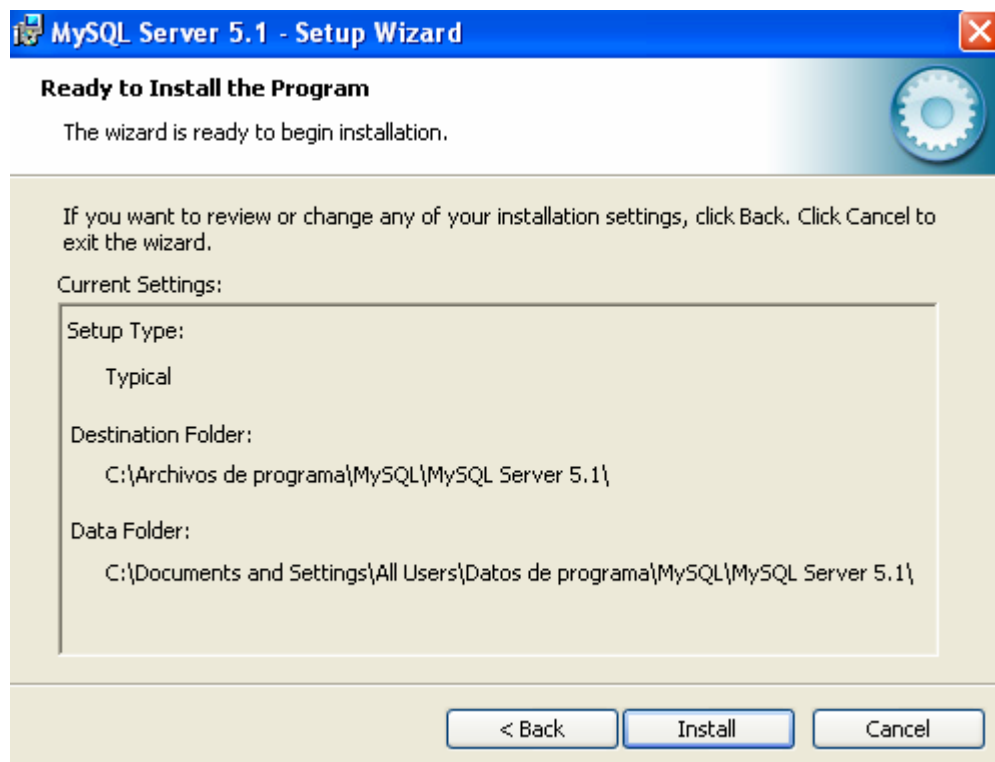 MySQL Server 5.1 - Setup Wizard
Ready to Install the Program
The wizard is ready to begin installation.
If you want to review or change any of your installation settings, click Back. Click Cancel to
exit the wizard.
Current Settings:
Setup Type:
Typical
Destination Folder:
C:\Archivos de programa\MySQL\MySQL Server 5.1\
Data Folder:
C:\Documents and Settings\All Users\Datos de programa\MySQL\MySQL Server 5.1\
< Back
Install
Cancel